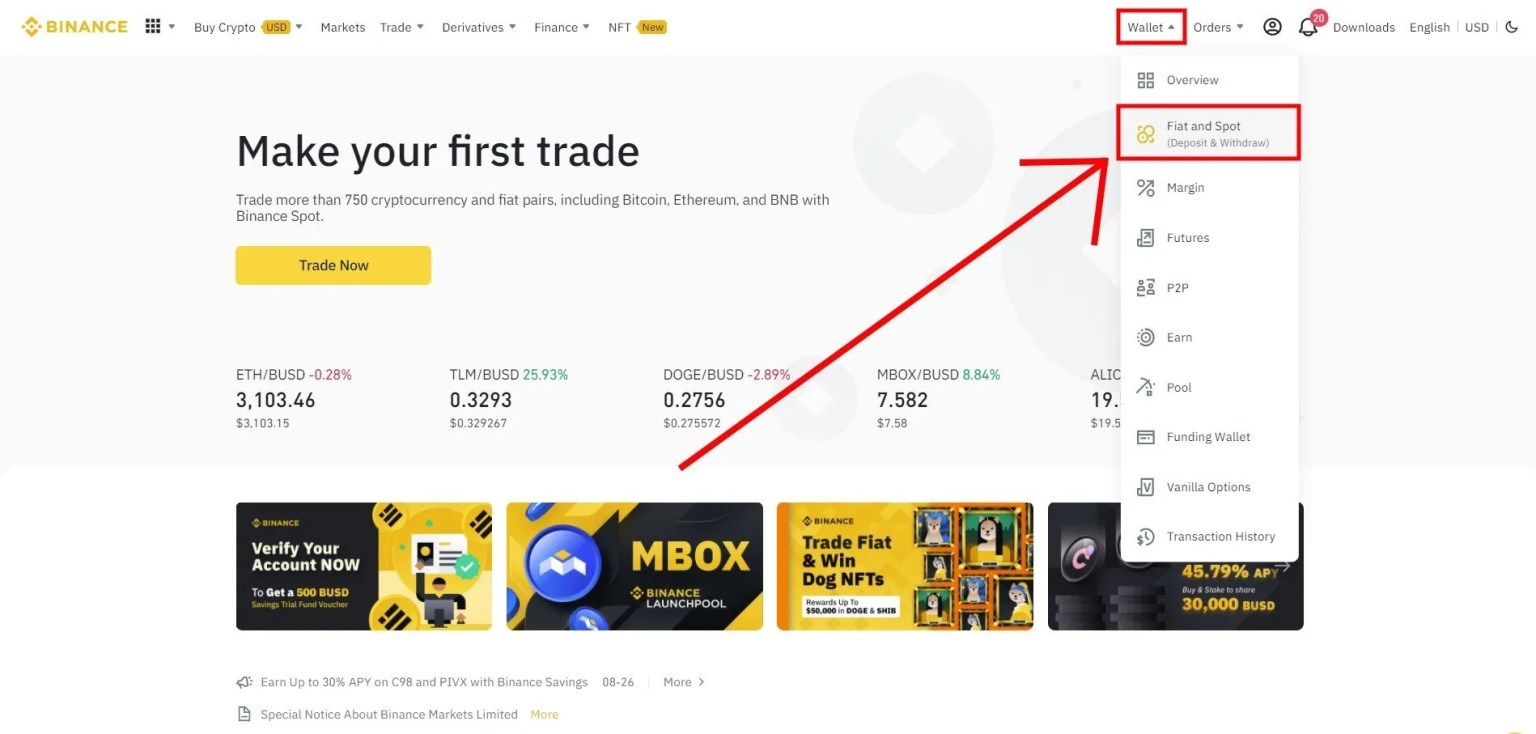 BINANCE
Buy Crypto USD
Markets
Trade
Derivatives
Finance
NFT New
Wallet
Orders
20
Downloads
English
USD
Overview
Fiat and Spot
(Deposit & Withdraw)
Margin
Futures
P2P
Earn
Pool
Funding Wallet
Vanilla Options
Transaction History
Make your first trade
Trade more than 750 cryptocurrency and fiat pairs, including Bitcoin, Ethereum, and BNB with
Binance Spot.
Trade Now
ETH/BUSD -0.28%
3,103.46
$3,103.15
TLM/BUSD 25.93%
0.3293
$0.329267
DOGE/BUSD -2.89%
0.2756
$0.275572
MBOX/BUSD 8.84%
7.582
$7.58
ALIC
19.
$19.5
BINANCE
Verify Your
Account NOW
To Get a 500 BUSD
Savings Trial Fund Voucher
MBOX
BINANCE
LAUNCHPOOL
BINANCE
Trade Fiat
& Win
Dog NFTs
Rewards Up To
$50,000 in DOGE & SHIB
45.79% APY
Buy & Stake to share
30,000 BUSD
Earn Up to 30% APY on C98 and PIVX with Binance Savings 08-26 More
Special Notice About Binance Markets Limited More